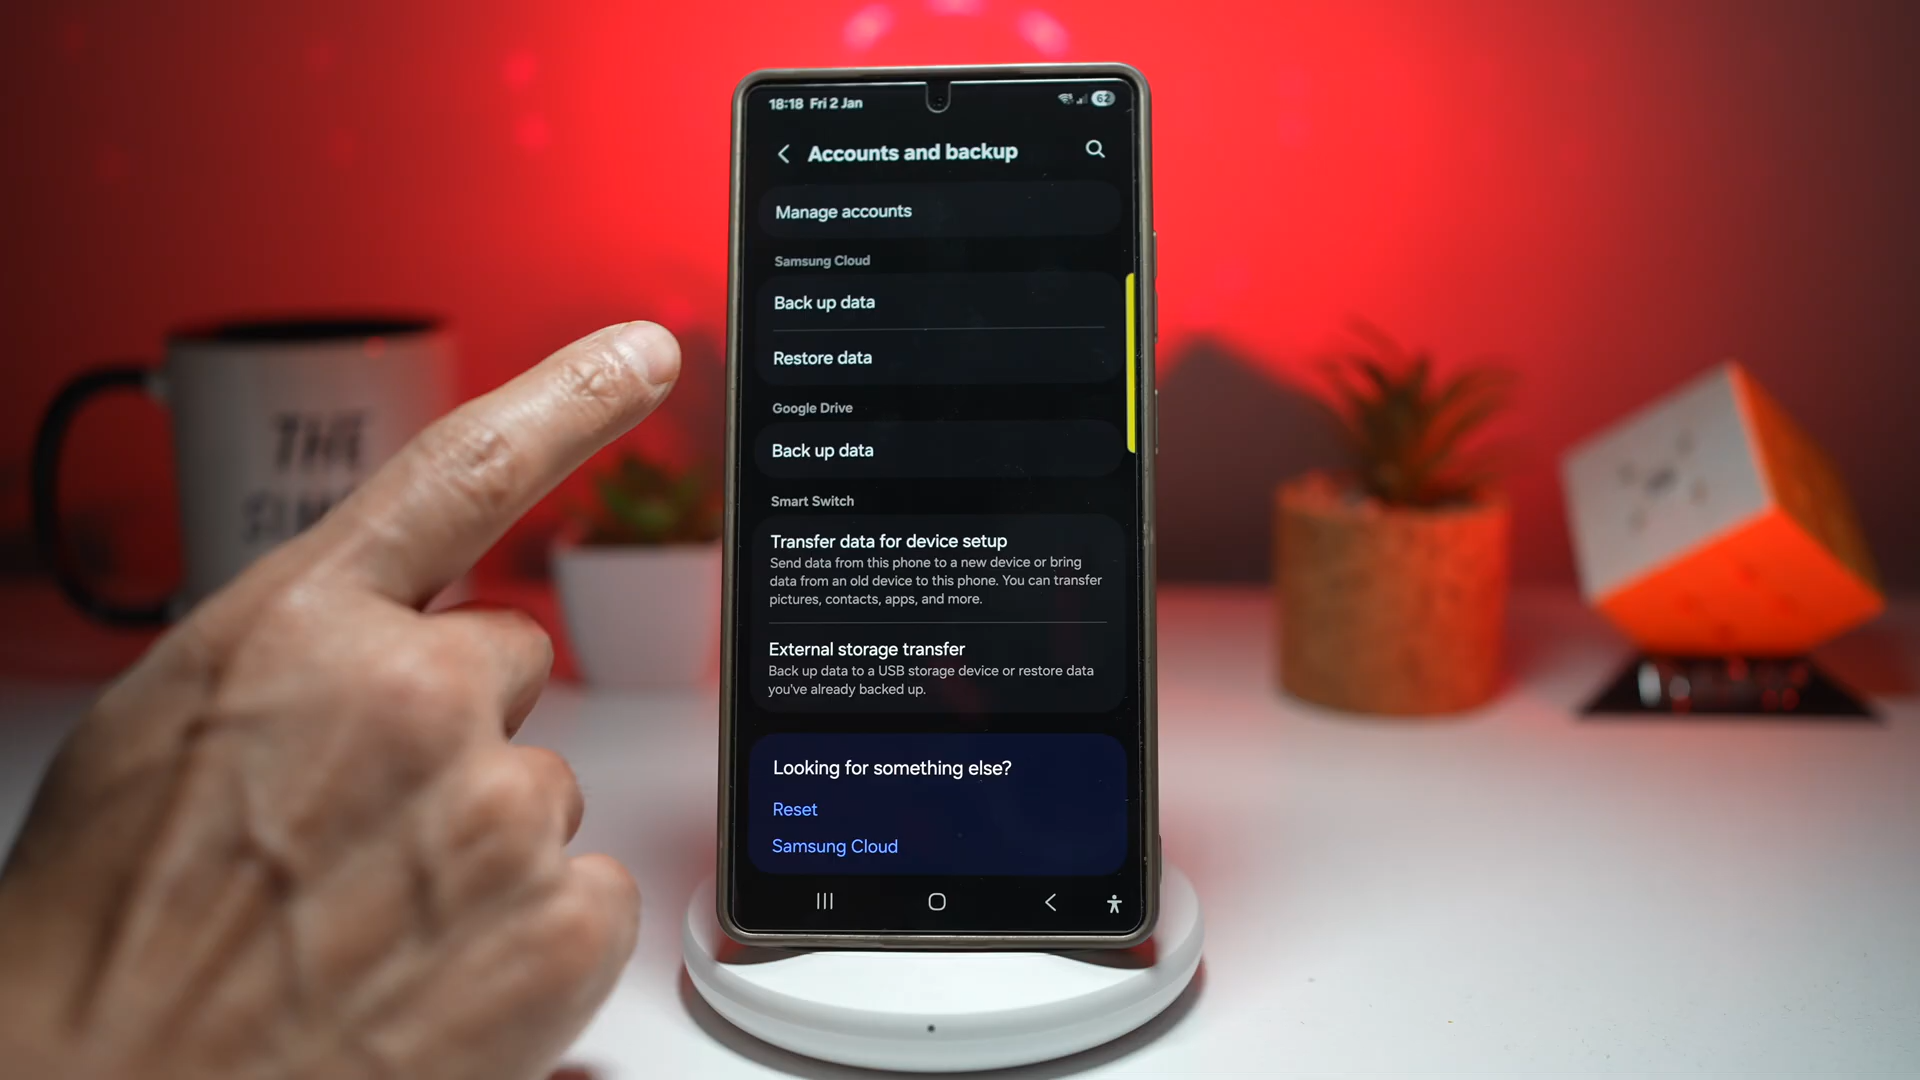 18:18 Fri 2 Jan
62
Accounts and backup
Manage accounts
Samsung Cloud
Back up data
Restore data
Google Drive
Back up data
Smart Switch
Transfer data for device setup
Send data from this phone to a new device or bring
data from an old device to this phone. You can transfer
pictures, contacts, apps, and more.
External storage transfer
Back up data to a USB storage device or restore data
you've already backed up.
Looking for something else?
Reset
Samsung Cloud
THE